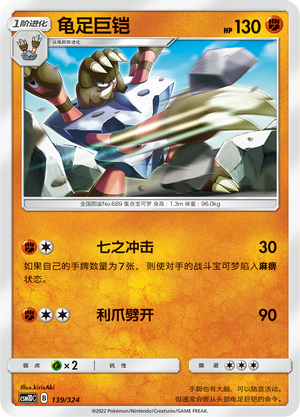 1阶进化
龟足巨铠
HP 130
从龟脚脚进化
全国图鉴No.689 集合宝可梦 身高：1.3m 体重：96.0kg
七之冲击 30
如果自己的手牌数量为7张，则使对手的战斗宝可梦陷入麻痹
状态。
利爪劈开 90
弱点 ×2 抗性 撤退
Illus.kirisAki
CSM1DC B 139/324
手脚也有大脑，可以随意活动。
但通常会听从头部龟足巨铠的命令。
©2022 Pokémon/Nintendo/Creatures/GAME FREAK.